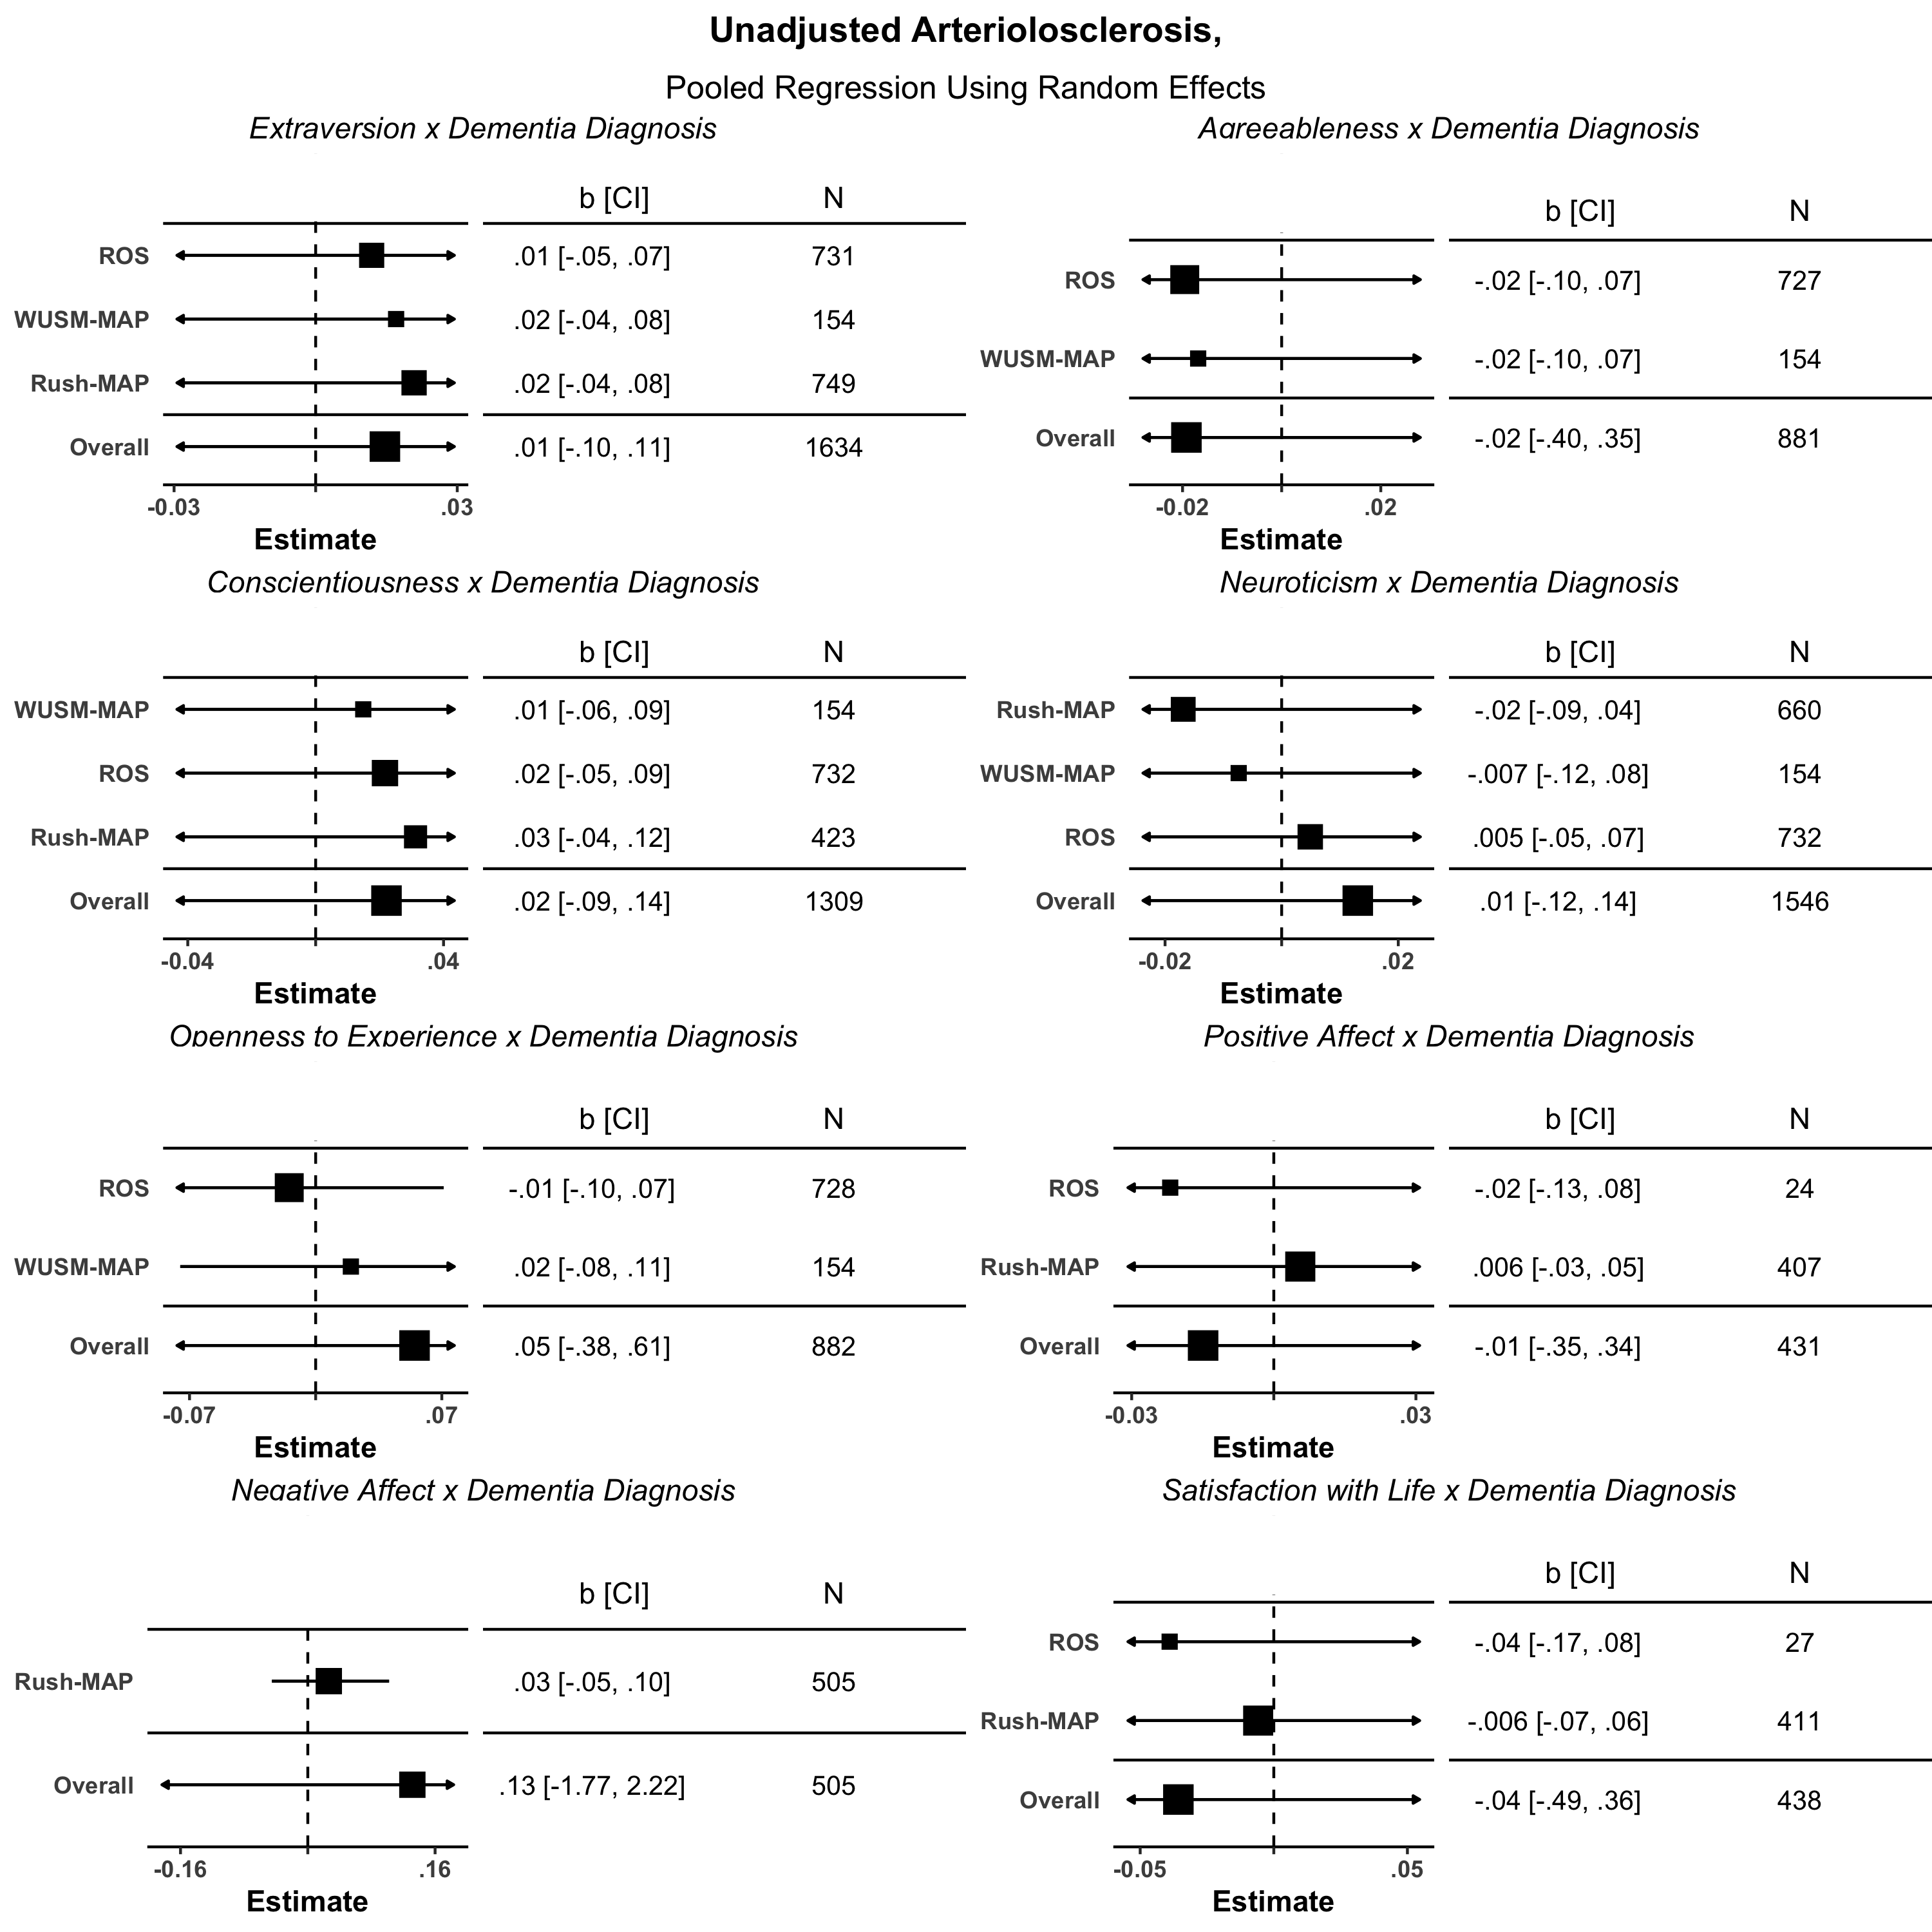 Unadjusted Arteriolosclerosis,
Pooled Regression Using Random Effects
Extraversion x Dementia Diagnosis
b [CI] N
ROS .01 [-.05, .07] 731
WUSM-MAP .02 [-.04, .08] 154
Rush-MAP .02 [-.04, .08] 749
Overall .01 [-.10, .11] 1634
-0.03 .03
Estimate
Agreeableness x Dementia Diagnosis
b [CI] N
ROS -.02 [-.10, .07] 727
WUSM-MAP -.02 [-.10, .07] 154
Overall -.02 [-.40, .35] 881
-0.02 .02
Estimate
Conscientiousness x Dementia Diagnosis
b [CI] N
WUSM-MAP .01 [-.06, .09] 154
ROS .02 [-.05, .09] 732
Rush-MAP .03 [-.04, .12] 423
Overall .02 [-.09, .14] 1309
-0.04 .04
Estimate
Neuroticism x Dementia Diagnosis
b [CI] N
Rush-MAP -.02 [-.09, .04] 660
WUSM-MAP -.007 [-.12, .08] 154
ROS .005 [-.05, .07] 732
Overall .01 [-.12, .14] 1546
-0.02 .02
Estimate
Openness to Experience x Dementia Diagnosis
b [CI] N
ROS -.01 [-.10, .07] 728
WUSM-MAP .02 [-.08, .11] 154
Overall .05 [-.38, .61] 882
-0.07 .07
Estimate
Positive Affect x Dementia Diagnosis
b [CI] N
ROS -.02 [-.13, .08] 24
Rush-MAP .006 [-.03, .05] 407
Overall -.01 [-.35, .34] 431
-0.03 .03
Estimate
Negative Affect x Dementia Diagnosis
b [CI] N
Rush-MAP .03 [-.05, .10] 505
Overall .13 [-1.77, 2.22] 505
-0.16 .16
Estimate
Satisfaction with Life x Dementia Diagnosis
b [CI] N
ROS -.04 [-.17, .08] 27
Rush-MAP -.006 [-.07, .06] 411
Overall -.04 [-.49, .36] 438
-0.05 .05
Estimate